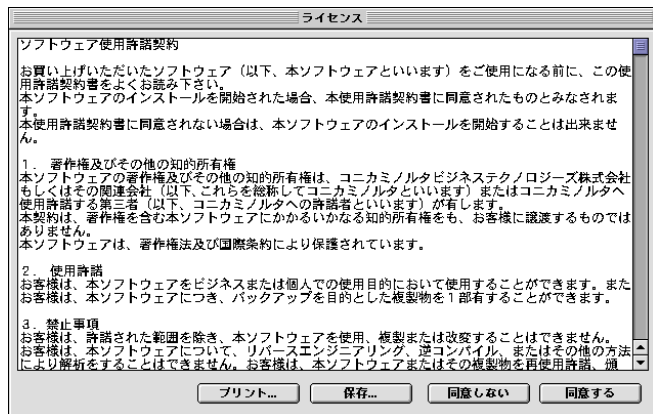 ライセンス
ソフトウェア使用許諾契約
お買い上げいただいたソフトウェア（以下、本ソフトウェアといいます）をご使用になる前に、この使
用許諾契約書をよくお読み下さい。
本ソフトウェアのインストールを開始された場合、本使用許諾契約書に同意されたものとみなされま
す。
本使用許諾契約書に同意されない場合は、本ソフトウェアのインストールを開始することは出来ませ
ん。
1． 著作権及びその他の知的所有権
本ソフトウェアの著作権及びその他の知的所有権は、コニカミノルタビジネステクノロジーズ株式会社
もしくはその関連会社（以下、これらを総称してコニカミノルタといいます）またはコニカミノルタへ
使用許諾する第三者（以下、コニカミノルタへの許諾者といいます）が有します。
本契約は、著作権を含む本ソフトウェアにかかるいかなる知的所有権をも、お客様に譲渡するものでは
ありません。
本ソフトウェアは、著作権法及び国際条約により保護されています。
2． 使用許諾
お客様は、本ソフトウェアをビジネスまたは個人での使用目的において使用することができます。また
お客様は、本ソフトウェアにつき、バックアップを目的とした複製物を1部有することができます。
3． 禁止事項
お客様は、許諾された範囲を除き、本ソフトウェアを使用、複製または改変することはできません。
お客様は、本ソフトウェアについて、リバースエンジニアリング、逆コンパイル、またはその他の方法
により解析をすることはできません。お客様は、本ソフトウェアまたはその複製物を再使用許諾、頒
プリント... 保存... 同意しない 同意する